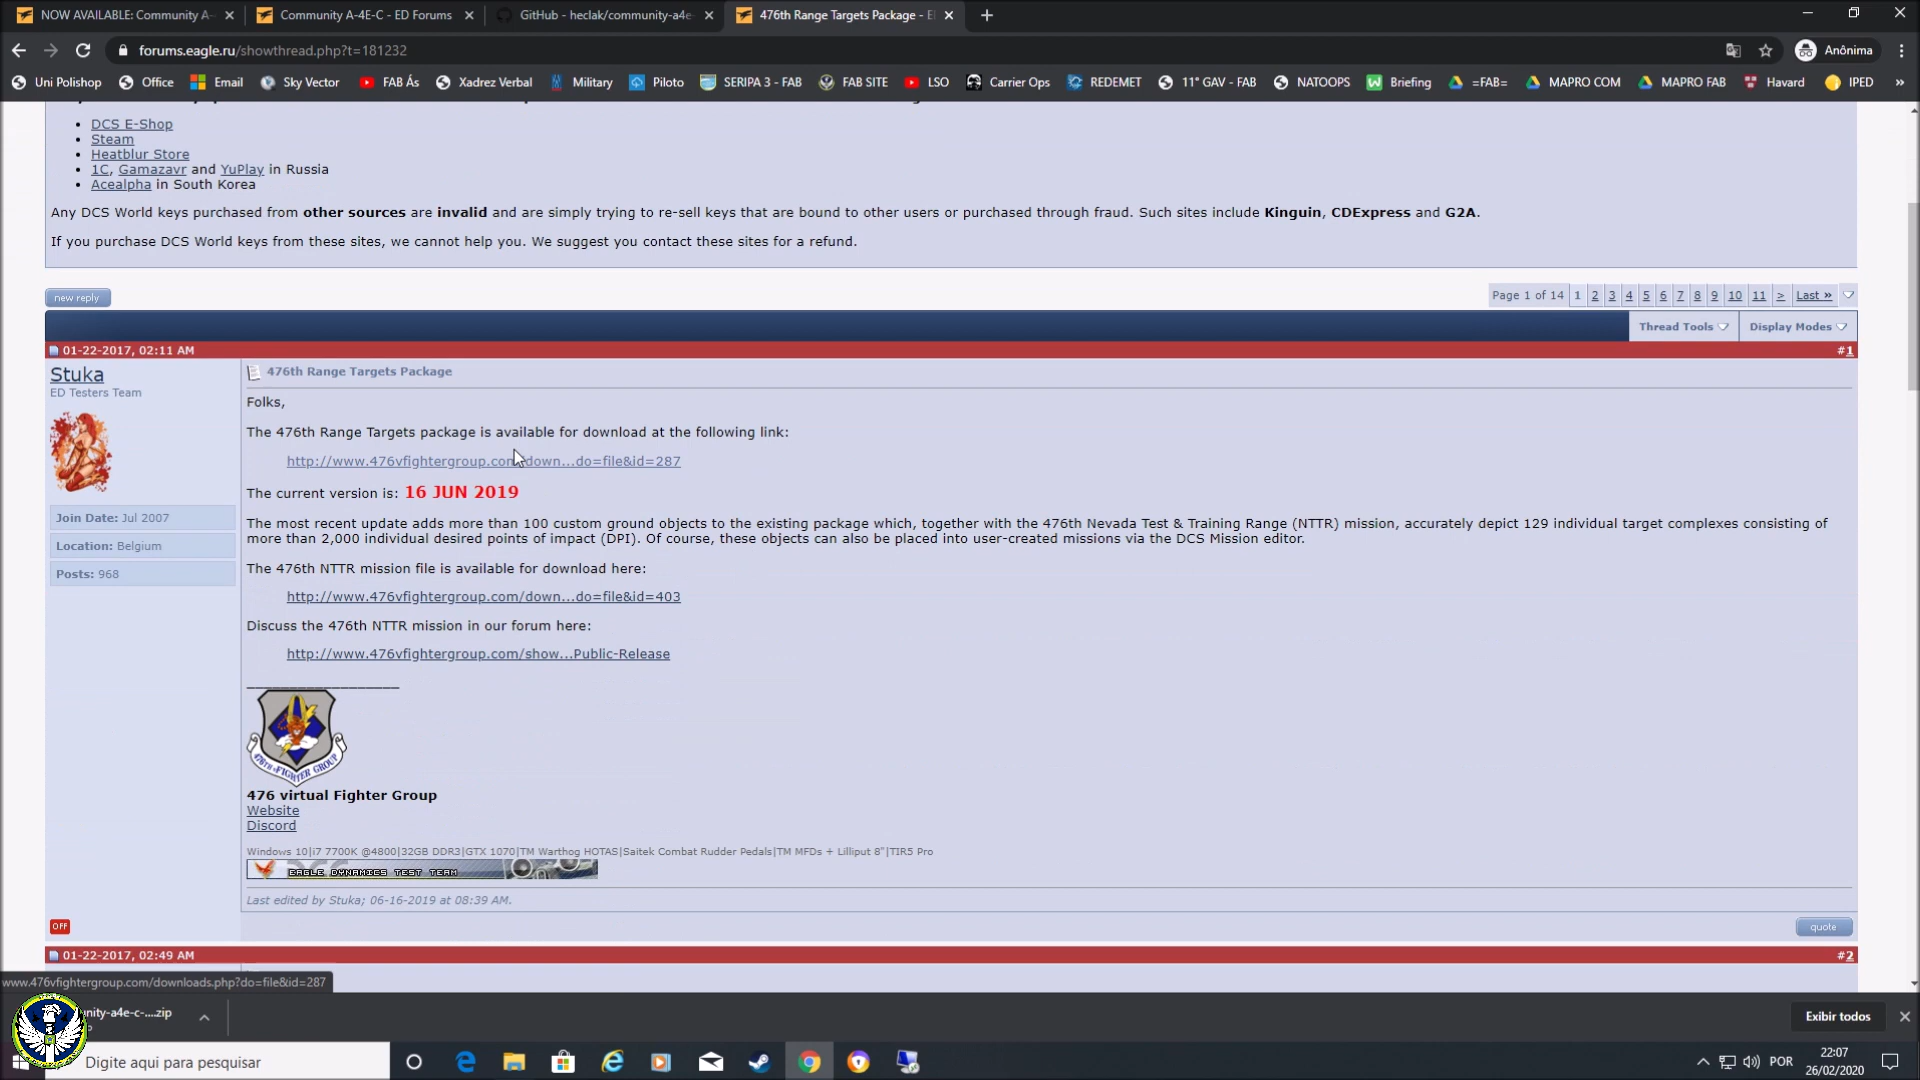 NOW AVAILABLE: Community A-
Community A-4E-C - ED Forums
GitHub - heclak/community-a4e
476th Range Targets Package - E
forums.eagle.ru/showthread.php?t=181232
Anônima
Uni Polishop
Office
Email
Sky Vector
FAB Ás
Xadrez Verbal
Military
Piloto
SERIPA 3 - FAB
FAB SITE
LSO
Carrier Ops
REDEMET
11° GAV - FAB
NATOOPS
Briefing
=FAB=
MAPRO COM
MAPRO FAB
Havard
IPED
DCS E-Shop
Steam
Heatblur Store
1C, Gamazavr and YuPlay in Russia
Acealpha in South Korea
Any DCS World keys purchased from other sources are invalid and are simply trying to re-sell keys that are bound to other users or purchased through fraud. Such sites include Kinguin, CDExpress and G2A.
If you purchase DCS World keys from these sites, we cannot help you. We suggest you contact these sites for a refund.
new reply
Page 1 of 14 1 2 3 4 5 6 7 8 9 10 11 > Last »
Thread Tools
Display Modes
01-22-2017, 02:11 AM
#1
Stuka
ED Testers Team
Join Date: Jul 2007
Location: Belgium
Posts: 968
476th Range Targets Package
Folks,
The 476th Range Targets package is available for download at the following link:
http://www.476vfightergroup.com/down...do=file&id=287
The current version is: 16 JUN 2019
The most recent update adds more than 100 custom ground objects to the existing package which, together with the 476th Nevada Test & Training Range (NTTR) mission, accurately depict 129 individual target complexes consisting of
more than 2,000 individual desired points of impact (DPI). Of course, these objects can also be placed into user-created missions via the DCS Mission editor.
The 476th NTTR mission file is available for download here:
http://www.476vfightergroup.com/down...do=file&id=403
Discuss the 476th NTTR mission in our forum here:
http://www.476vfightergroup.com/show...Public-Release
476th vFIGHTER GROUP
476 virtual Fighter Group
Website
Discord
Windows 10|i7 7700K @4800|32GB DDR3|GTX 1070|TM Warthog HOTAS|Saitek Combat Rudder Pedals|TM MFDs + Lilliput 8"|TIR5 Pro
EAGLE DYNAMICS TEST TEAM
Last edited by Stuka; 06-16-2019 at 08:39 AM.
OFF
quote
01-22-2017, 02:49 AM
#2
www.476vfightergroup.com/downloads.php?do=file&id=287
nity-a4e-c-....zip
Exibir todos
Digite aqui para pesquisar
POR
22:07
26/02/2020